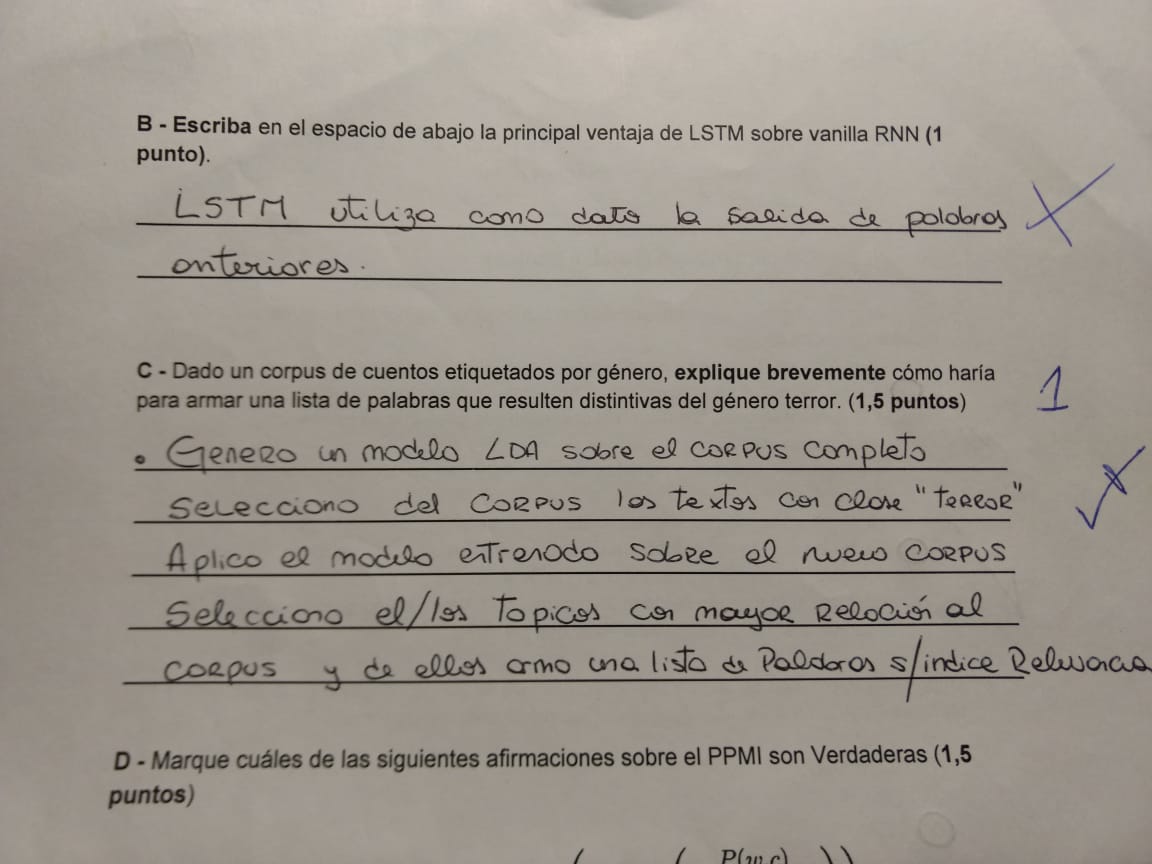 B - Escriba en el espacio de abajo la principal ventaja de LSTM sobre vanilla RNN (1
punto).
LSTM utiliza como dato la salida de palabras
anteriores.
C - Dado un corpus de cuentos etiquetados por género, explique brevemente cómo haría
para armar una lista de palabras que resulten distintivas del género terror. (1,5 puntos)
1
• Genero un modelo LDA sobre el corpus completo
Selecciono del corpus los textos con clase "terror"
Aplico el modelo entrenado sobre el nuevo corpus
Selecciono el/los topicos con mayor relación al
corpus y de ellos armo una lista de Palabras s/indice Relevancia
D - Marque cuáles de las siguientes afirmaciones sobre el PPMI son Verdaderas (1,5
puntos)
P(w,c)